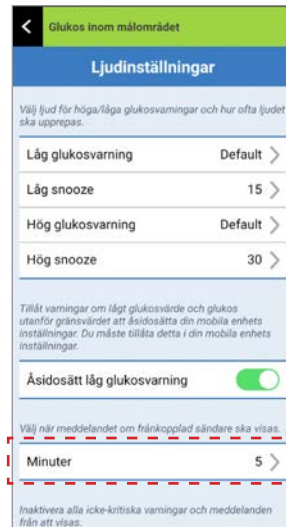 Glukos inom målområdet
Ljudinställningar
Välj ljud för höga/låga glukosvarningar och hur ofta ljudet
ska upprepas.
Låg glukosvarning Default
Låg snooze 15
Hög glukosvarning Default
Hög snooze 30
Tillåt varningar om lågt glukosvärde och glukos
utanför gränsvärdet att åsidosätta din mobila enhets
inställningar. Du måste tillåta detta i din mobila enhets
inställningar.
Åsidosätt låg glukosvarning
Välj när meddelandet om frånkopplad sändare ska visas.
Minuter 5
Inaktivera alla icke-kritiska varningar och meddelanden
från att visas.